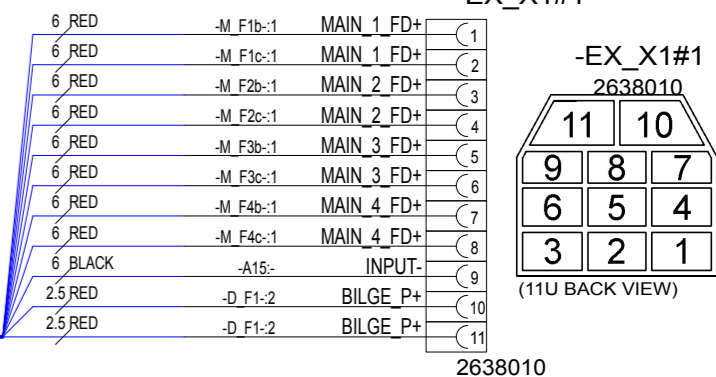 -EX_X1#1
6 RED -M_F1b-:1 MAIN_1_FD+ 1
6 RED -M_F1c-:1 MAIN_1_FD+ 2
6 RED -M_F2b-:1 MAIN_2_FD+ 3
6 RED -M_F2c-:1 MAIN_2_FD+ 4
6 RED -M_F3b-:1 MAIN_3_FD+ 5
6 RED -M_F3c-:1 MAIN_3_FD+ 6
6 RED -M_F4b-:1 MAIN_4_FD+ 7
6 RED -M_F4c-:1 MAIN_4_FD+ 8
6 BLACK -A15:- INPUT- 9
2.5 RED -D_F1-:2 BILGE_P+ 10
2.5 RED -D_F1-:2 BILGE_P+ 11
2638010
-EX_X1#1
2638010
11 10
9 8 7
6 5 4
3 2 1
(11U BACK VIEW)